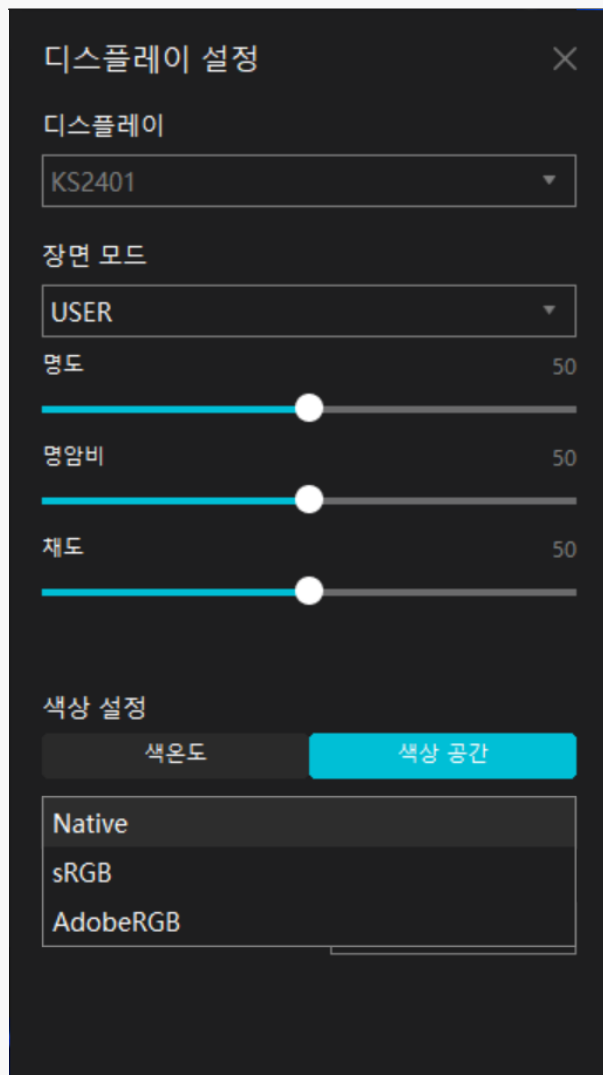 디스플레이 설정
디스플레이
KS2401
장면 모드
USER
명도 50
명암비 50
채도 50
색상 설정
색온도 색상 공간
Native
sRGB
AdobeRGB